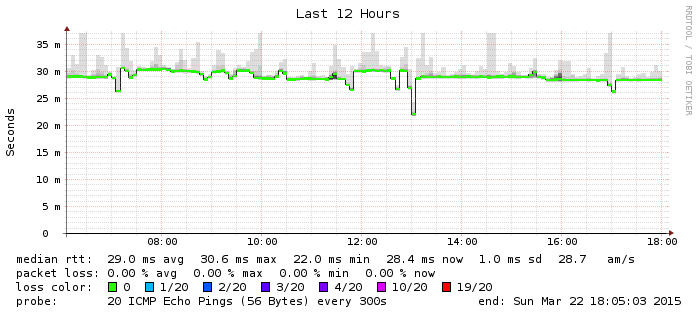 Last 12 Hours
RRDTOOL / TOBI OETIKER
Seconds
35 m
30 m
25 m
20 m
15 m
10 m
5 m
0
08:00 10:00 12:00 14:00 16:00 18:00
median rtt: 29.0 ms avg 30.6 ms max 22.0 ms min 28.4 ms now 1.0 ms sd 28.7 am/s
packet loss: 0.00 % avg 0.00 % max 0.00 % min 0.00 % now
loss color: 0 1/20 2/20 3/20 4/20 10/20 19/20
probe: 20 ICMP Echo Pings (56 Bytes) every 300s end: Sun Mar 22 18:05:03 2015